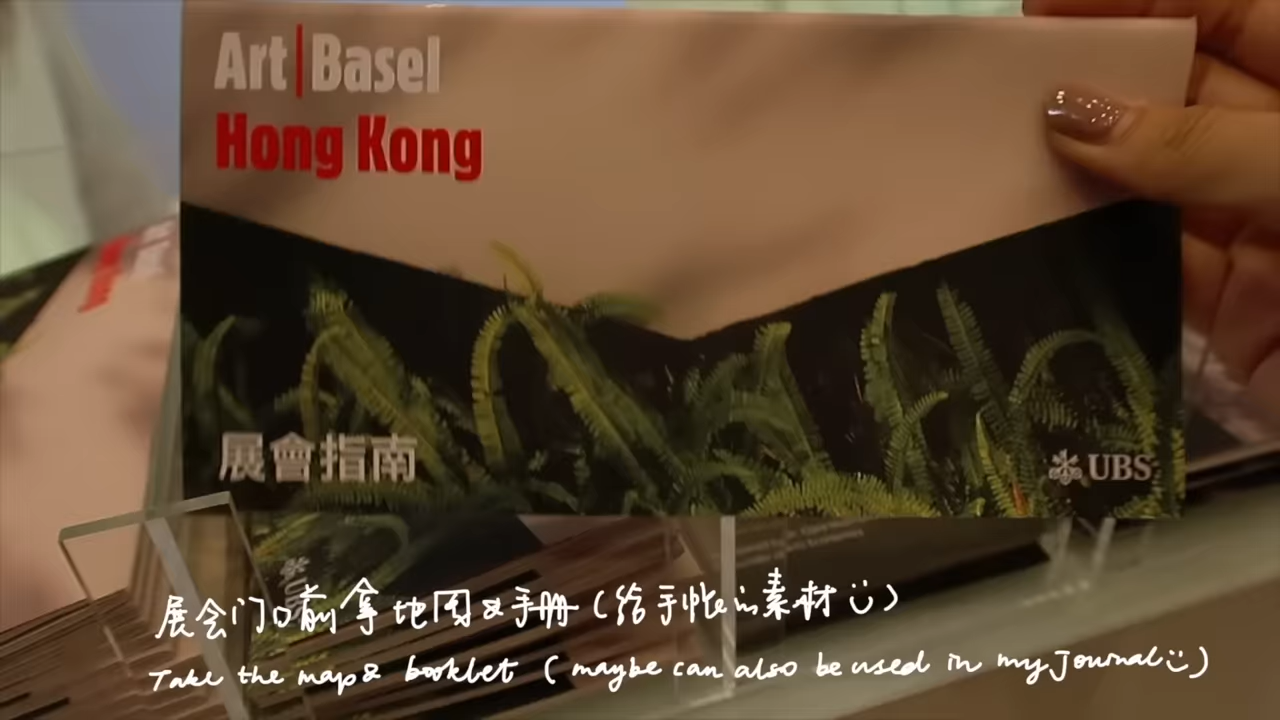 Art|Basel
Hong Kong
展會指南
UBS
展会门口前拿地图&手册(给手帐的素材)
Take the map & booklet (maybe can also be used in my journal)